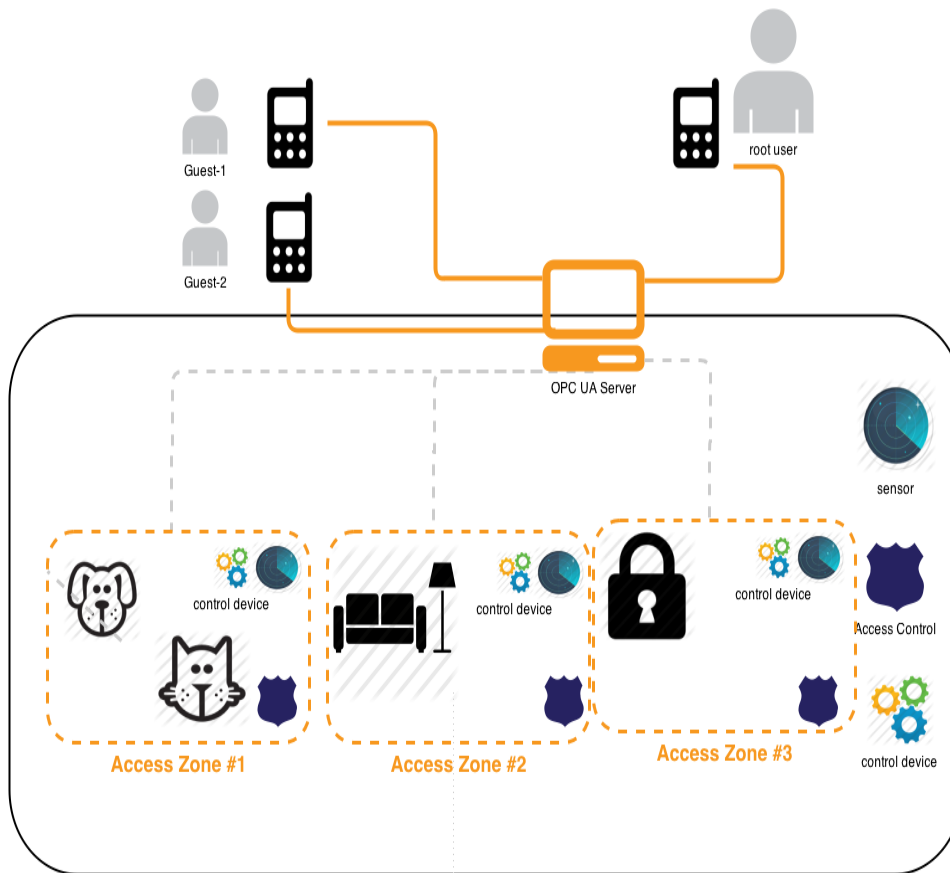 Guest-1
root user
Guest-2
OPC UA Server
sensor
control device
control device
control device
Access Control
Access Zone #1
Access Zone #2
Access Zone #3
control device